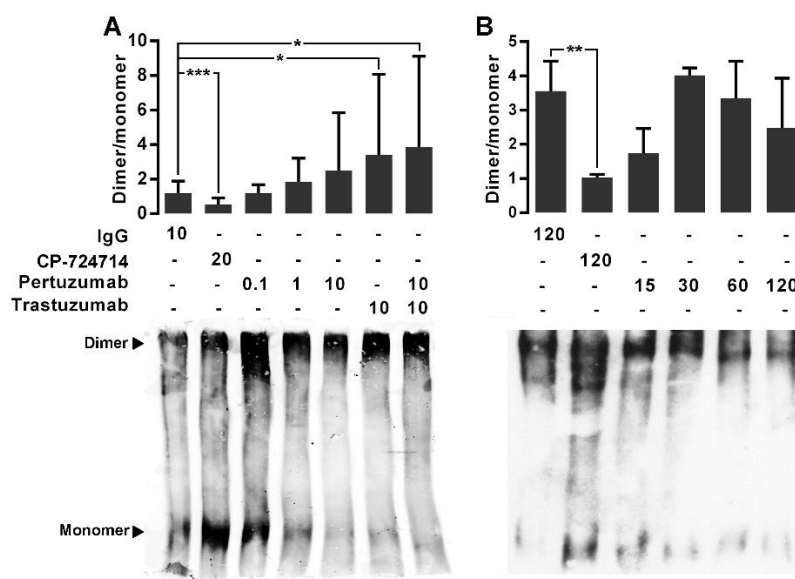 A
B
Dimer/monomer
10
8
6
4
2
0
*
*
***
Dimer/monomer
5
4
3
2
1
0
**
IgG 10 - - - - - - 120 - - - - -
CP-724714 - 20 - - - - - - 120 - - - -
Pertuzumab - - 0.1 1 10 - 10 - - 15 30 60 120
Trastuzumab - - - - - 10 10 - - - - - -
Dimer
Monomer